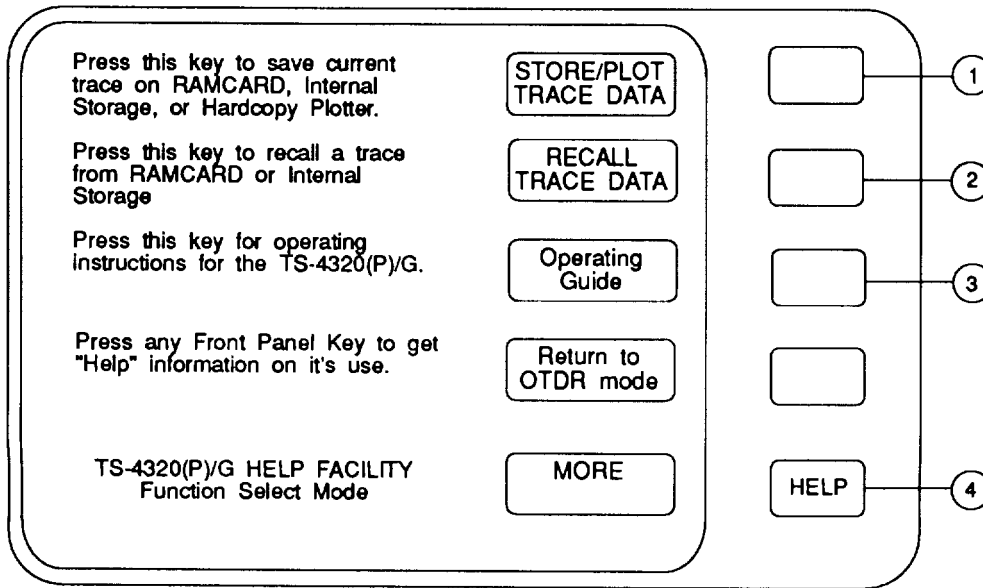 Press this key to save current
trace on RAMCARD, Internal
Storage, or Hardcopy Plotter.
STORE/PLOT
TRACE DATA
1
Press this key to recall a trace
from RAMCARD or Internal
Storage
RECALL
TRACE DATA
2
Press this key for operating
instructions for the TS-4320(P)/G.
Operating
Guide
3
Press any Front Panel Key to get
"Help" information on it's use.
Return to
OTDR mode
TS-4320(P)/G HELP FACILITY
Function Select Mode
MORE
HELP
4